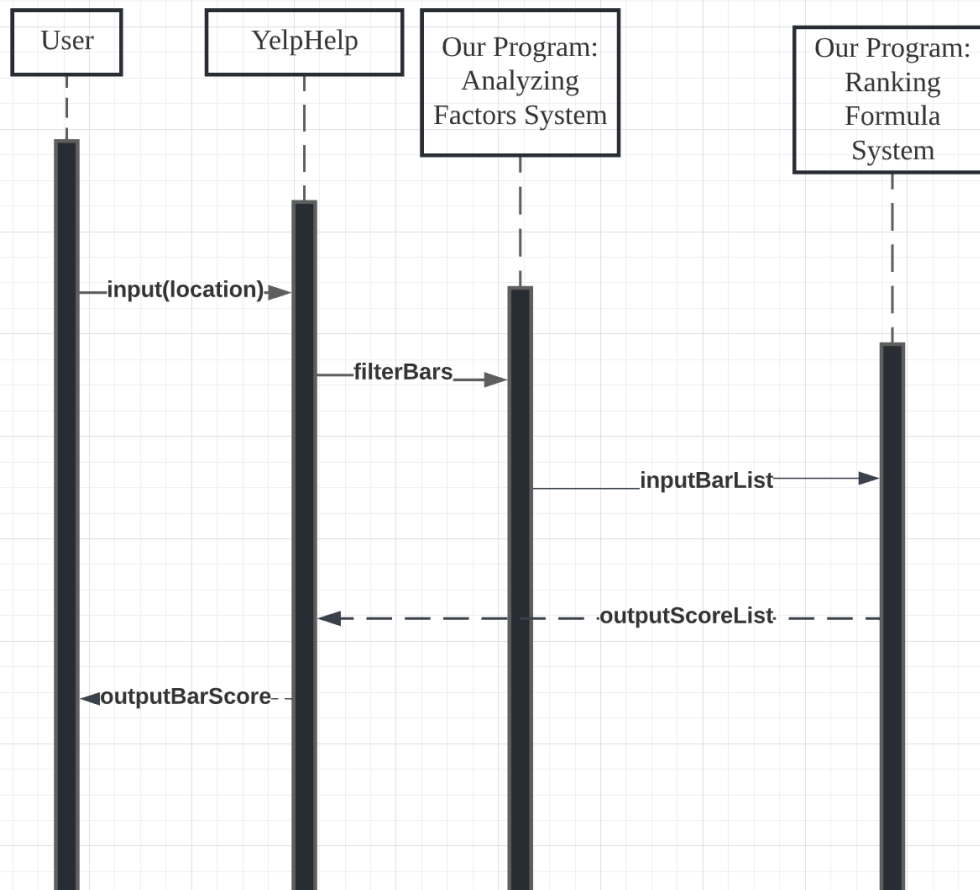 User
YelpHelp
Our Program:
Analyzing
Factors System
Our Program:
Ranking
Formula
System
input(location)
filterBars
inputBarList
outputScoreList
outputBarScore